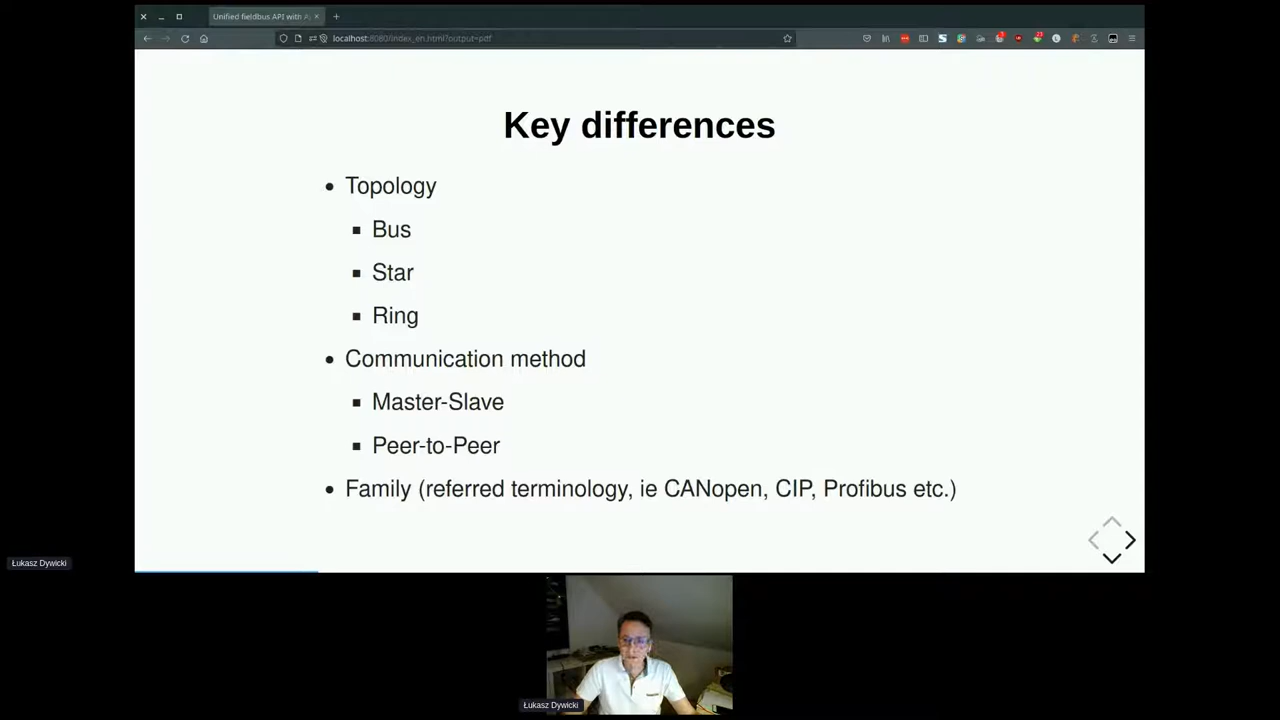 Unified fieldbus API with A
localhost:8080/index_en.html?output=pdf
Key differences
Topology
Bus
Star
Ring
Communication method
Master-Slave
Peer-to-Peer
Family (referred terminology, ie CANopen, CIP, Profibus etc.)
Łukasz Dywicki
Łukasz Dywicki